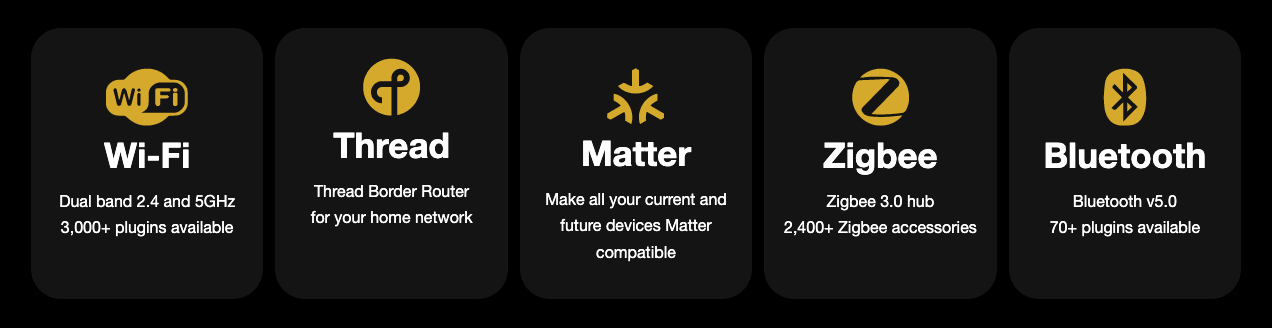 Wi Fi
Wi-Fi
Dual band 2.4 and 5GHz
3,000+ plugins available
Thread
Thread Border Router
for your home network
Matter
Make all your current and
future devices Matter
compatible
Zigbee
Zigbee 3.0 hub
2,400+ Zigbee accessories
Bluetooth
Bluetooth v5.0
70+ plugins available